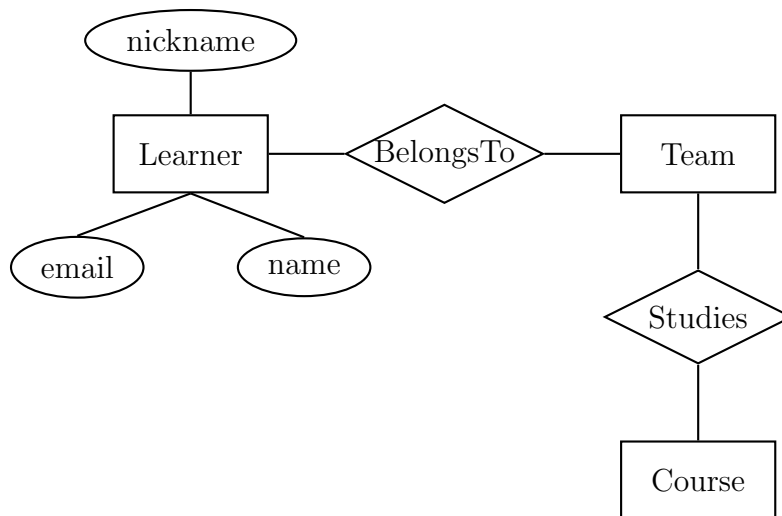 nickname
Learner
BelongsTo
Team
email
name
Studies
Course